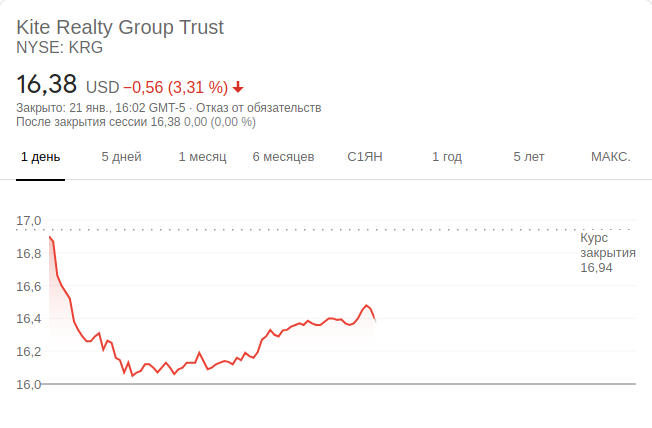 Kite Realty Group Trust
NYSE: KRG
16,38 USD −0,56 (3,31 %)
Закрыто: 21 янв., 16:02 GMT-5 · Отказ от обязательств
После закрытия сессии 16,38 0,00 (0,00 %)
1 день 5 дней 1 месяц 6 месяцев С1ЯН 1 год 5 лет МАКС.
17,0
Курс
закрытия
16,94
16,8
16,6
16,4
16,2
16,0